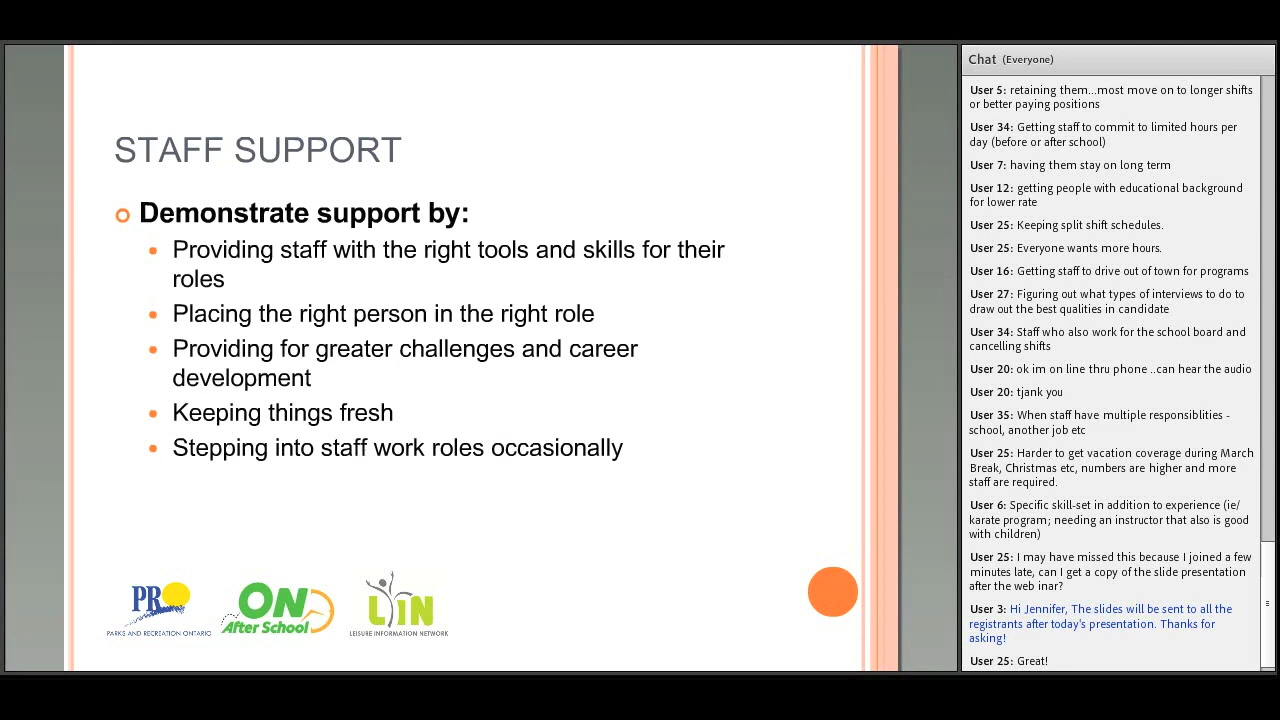 STAFF SUPPORT
Demonstrate support by:
Providing staff with the right tools and skills for their
roles
Placing the right person in the right role
Providing for greater challenges and career
development
Keeping things fresh
Stepping into staff work roles occasionally
PRO
PARKS AND RECREATION ONTARIO
ON
After School
LIN
LEISURE INFORMATION NETWORK
Chat (Everyone)
User 5: retaining them...most move on to longer shifts
or better paying positions
User 34: Getting staff to commit to limited hours per
day (before or after school)
User 7: having them stay on long term
User 12: getting people with educational background
for lower rate
User 25: Keeping split shift schedules.
User 25: Everyone wants more hours.
User 16: Getting staff to drive out of town for programs
User 27: Figuring out what types of interviews to do to
draw out the best qualities in candidate
User 34: Staff who also work for the school board and
cancelling shifts
User 20: ok im on line thru phone ..can hear the audio
User 20: tjank you
User 35: When staff have multiple responsiblities -
school, another job etc
User 25: Harder to get vacation coverage during March
Break, Christmas etc, numbers are higher and more
staff are required.
User 6: Specific skill-set in addition to experience (ie/
karate program; needing an instructor that also is good
with children)
User 25: I may have missed this because I joined a few
minutes late, can I get a copy of the slide presentation
after the web inar?
User 3: Hi Jennifer, The slides will be sent to all the
registrants after today's presentation. Thanks for
asking!
User 25: Great!